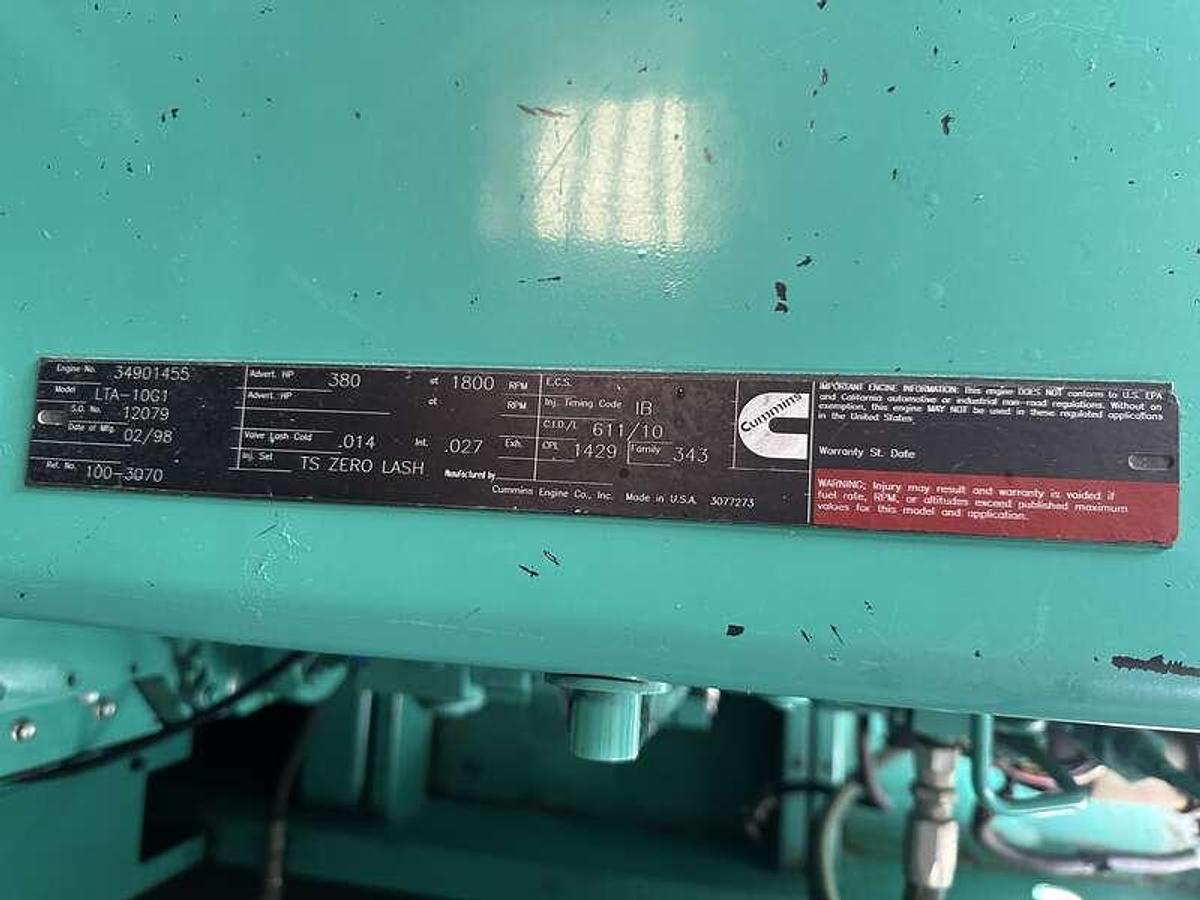 Engine No. 34901455
Model LTA-10G1
S.O. No. 12079
Date of Mfg 02/98
Ref. No. 100-3070
Advert. HP 380 at 1800 RPM
Advert. HP at RPM
Valve Lash Cold .014 Int. .027 Exh.
Inj. Set TS ZERO LASH
Manufactured by
Cummins Engine Co., Inc. Made in U.S.A. 3077273
E.C.S.
Inj. Timing Code IB
C.I.D./L 611/10
CPL 1429 Family 343
Cummins
IMPORTANT ENGINE INFORMATION: This engine DOES NOT conform to U.S. EPA
and California automotive or industrial non-road regulations. Without an
exemption, this engine MAY NOT be used in these regulated applications
in the United States.
Warranty St. Date
WARNING: Injury may result and warranty is voided if
fuel rate, RPM, or altitudes exceed published maximum
values for this model and application.